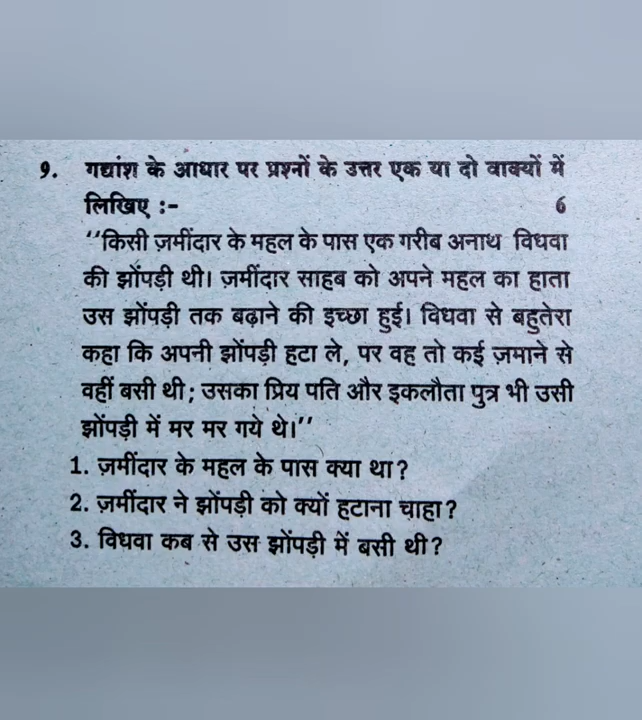 9. गद्यांश के आधार पर प्रश्नों के उत्तर एक या दो वाक्यों में
लिखिए :- 6
‘‘किसी ज़मींदार के महल के पास एक गरीब अनाथ विधवा
की झोंपड़ी थी। ज़मींदार साहब को अपने महल का हाता
उस झोंपड़ी तक बढ़ाने की इच्छा हुई। विधवा से बहुतेरा
कहा कि अपनी झोंपड़ी हटा ले, पर वह तो कई ज़माने से
वहीं बसी थी; उसका प्रिय पति और इकलौता पुत्र भी उसी
झोंपड़ी में मर मर गये थे।’’
1. ज़मींदार के महल के पास क्या था?
2. ज़मींदार ने झोंपड़ी को क्यों हटाना चाहा?
3. विधवा कब से उस झोंपड़ी में बसी थी?